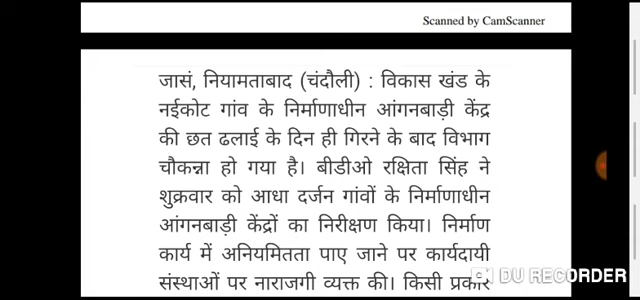 Scanned by CamScanner
जासं, नियामताबाद (चंदौली) : विकास खंड के
नईकोट गांव के निर्माणाधीन आंगनबाड़ी केंद्र
की छत ढलाई के दिन ही गिरने के बाद विभाग
चौकन्ना हो गया है। बीडीओ रक्षिता सिंह ने
शुक्रवार को आधा दर्जन गांवों के निर्माणाधीन
आंगनबाड़ी केंद्रों का निरीक्षण किया। निर्माण
कार्य में अनियमितता पाए जाने पर कार्यदायी
संस्थाओं पर नाराजगी व्यक्त की। किसी प्रकार
DU RECORDER